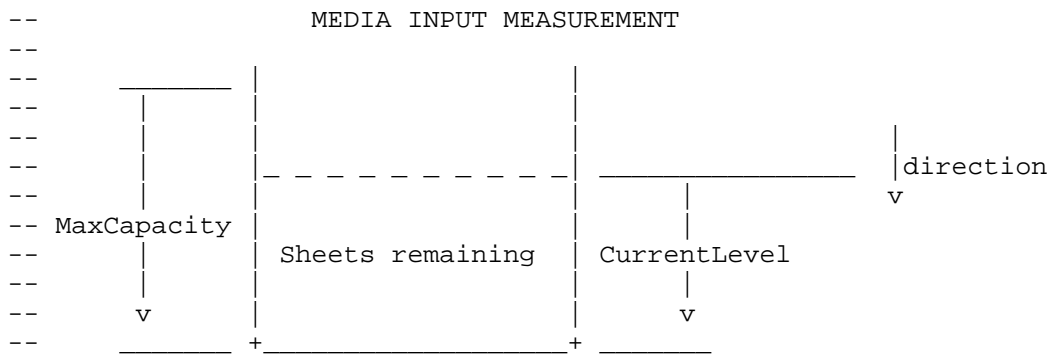 -- MEDIA INPUT MEASUREMENT
--
-- _______ | |
-- | | |
-- | | | |
-- | |_ _ _ _ _ _ _ _ _ _| ________________ |direction
-- | | | | v
-- MaxCapacity | | |
-- | | Sheets remaining | CurrentLevel
-- | | | |
-- v | | v
-- _______ +___________________+ _______